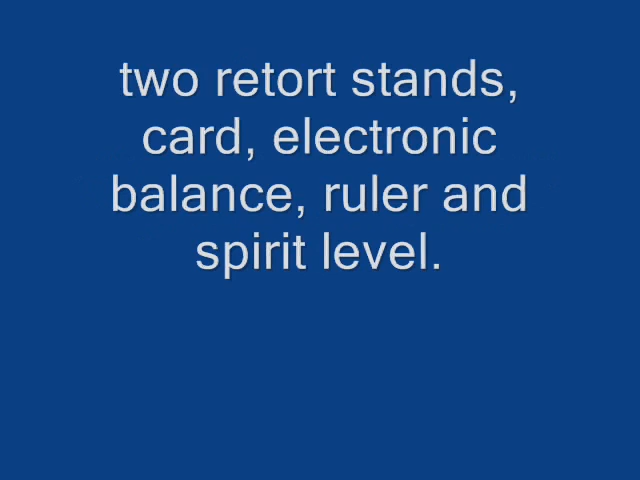 two retort stands,
card, electronic
balance, ruler and
spirit level.